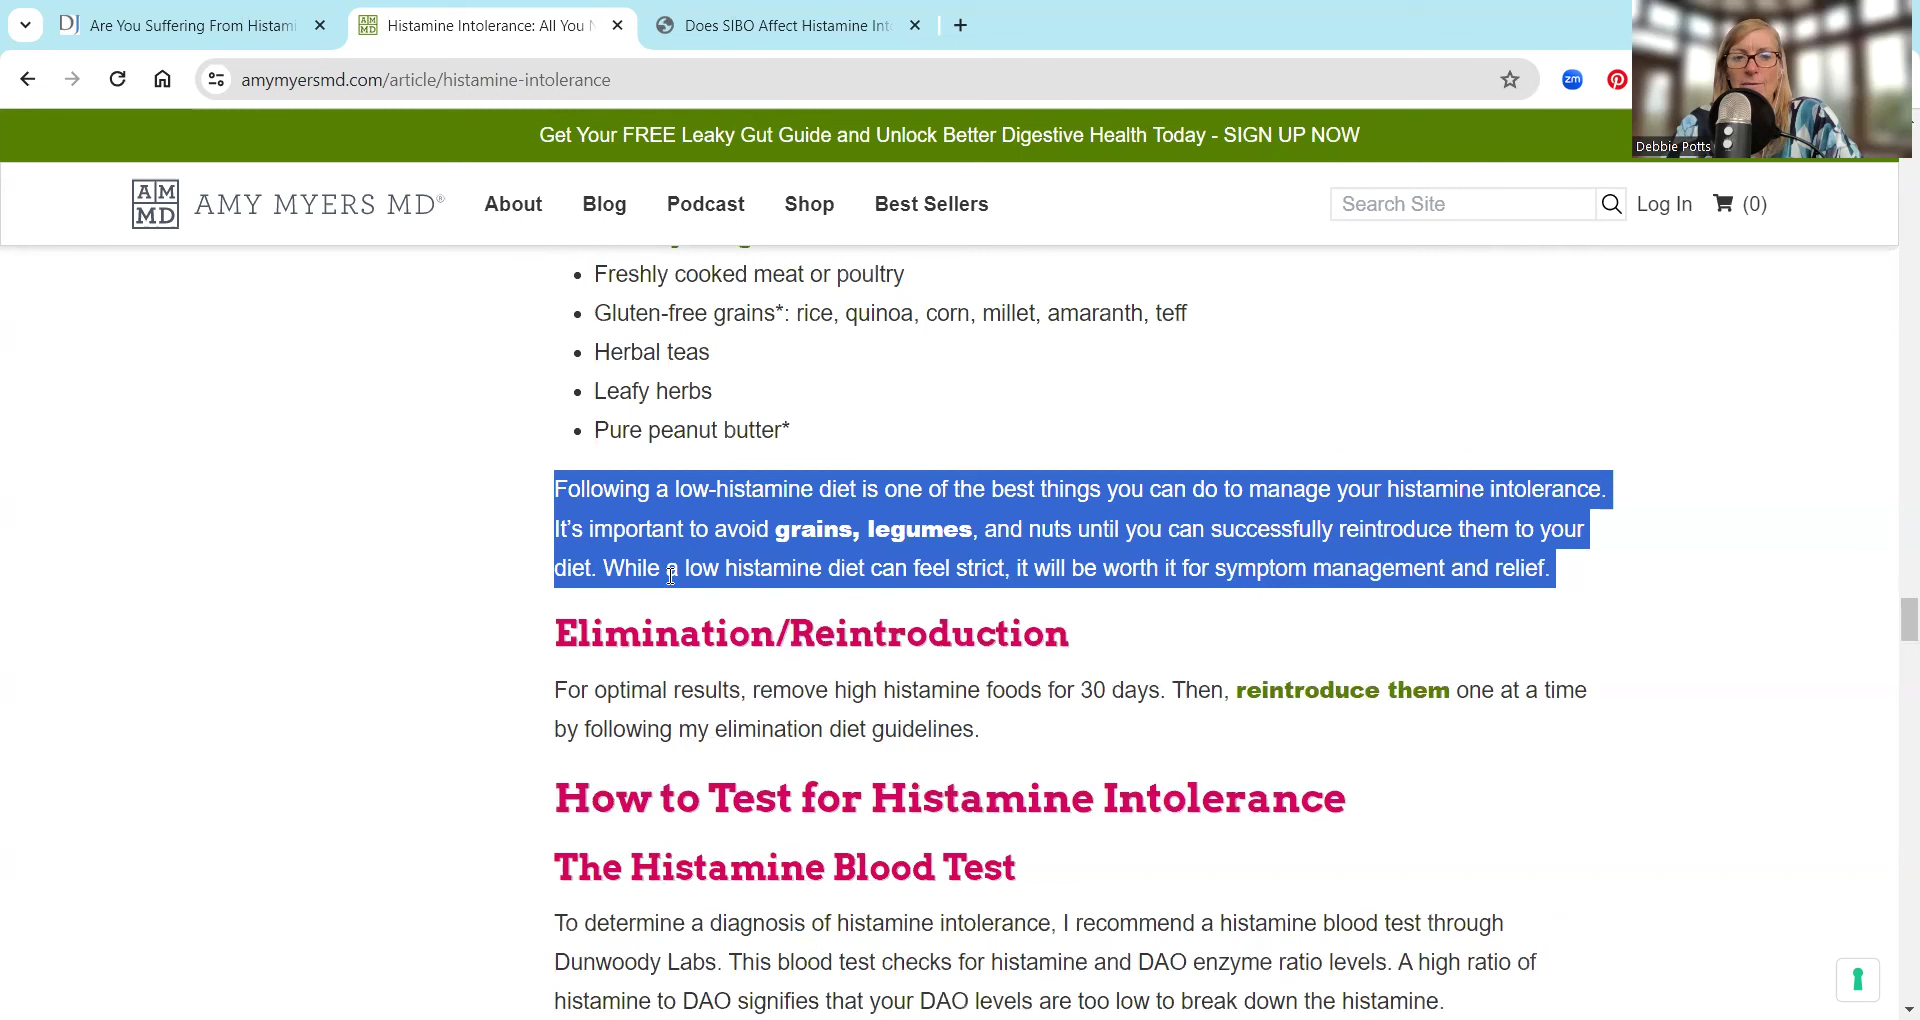 Are You Suffering From Histami
Histamine Intolerance: All You N
Does SIBO Affect Histamine Int
amymyersmd.com/article/histamine-intolerance
zm
Debbie Potts
Get Your FREE Leaky Gut Guide and Unlock Better Digestive Health Today - SIGN UP NOW
AM MD
AMY MYERS MD®
About
Blog
Podcast
Shop
Best Sellers
Search Site
Log In
(0)
• Freshly cooked meat or poultry
• Gluten-free grains*: rice, quinoa, corn, millet, amaranth, teff
• Herbal teas
• Leafy herbs
• Pure peanut butter*
Following a low-histamine diet is one of the best things you can do to manage your histamine intolerance.
It’s important to avoid grains, legumes, and nuts until you can successfully reintroduce them to your
diet. While a low histamine diet can feel strict, it will be worth it for symptom management and relief.
Elimination/Reintroduction
For optimal results, remove high histamine foods for 30 days. Then, reintroduce them one at a time
by following my elimination diet guidelines.
How to Test for Histamine Intolerance
The Histamine Blood Test
To determine a diagnosis of histamine intolerance, I recommend a histamine blood test through
Dunwoody Labs. This blood test checks for histamine and DAO enzyme ratio levels. A high ratio of
histamine to DAO signifies that your DAO levels are too low to break down the histamine.